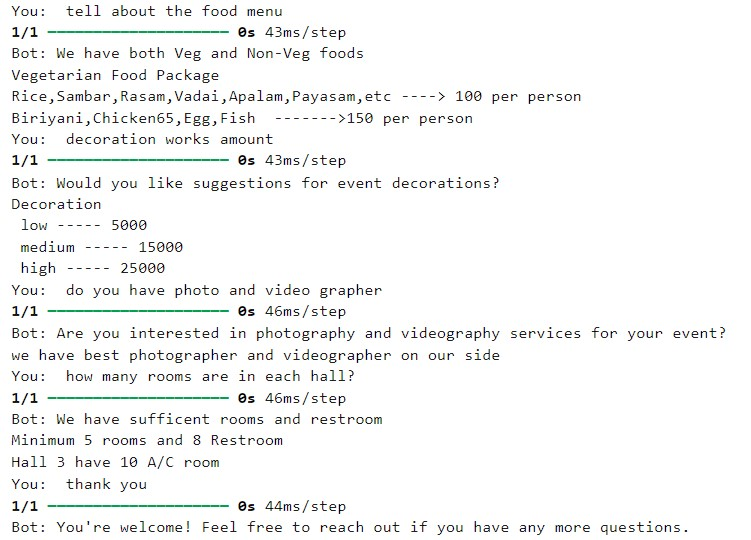 You:  tell about the food menu
1/1 ━━━━━━━━━━━━━━━━━━━━ 0s 43ms/step
Bot: We have both Veg and Non-Veg foods
Vegetarian Food Package
Rice,Sambar,Rasam,Vadai,Apalam,Payasam,etc ----> 100 per person
Biriyani,Chicken65,Egg,Fish  ------->150 per person
You:  decoration works amount
1/1 ━━━━━━━━━━━━━━━━━━━━ 0s 43ms/step
Bot: Would you like suggestions for event decorations?
Decoration
 low ----- 5000
 medium ----- 15000
 high ----- 25000
You:  do you have photo and video grapher
1/1 ━━━━━━━━━━━━━━━━━━━━ 0s 46ms/step
Bot: Are you interested in photography and videography services for your event?
we have best photographer and videographer on our side
You:  how many rooms are in each hall?
1/1 ━━━━━━━━━━━━━━━━━━━━ 0s 46ms/step
Bot: We have sufficent rooms and restroom
Minimum 5 rooms and 8 Restroom
Hall 3 have 10 A/C room
You:  thank you
1/1 ━━━━━━━━━━━━━━━━━━━━ 0s 44ms/step
Bot: You're welcome! Feel free to reach out if you have any more questions.